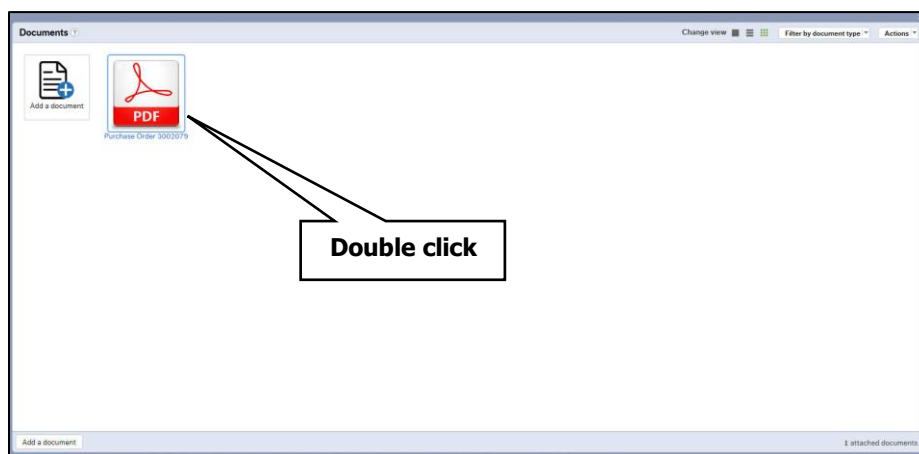 Documents ?
Change view
Filter by document type
Actions
Add a document
PDF
Purchase Order 3002079
Double click
Add a document
1 attached documents